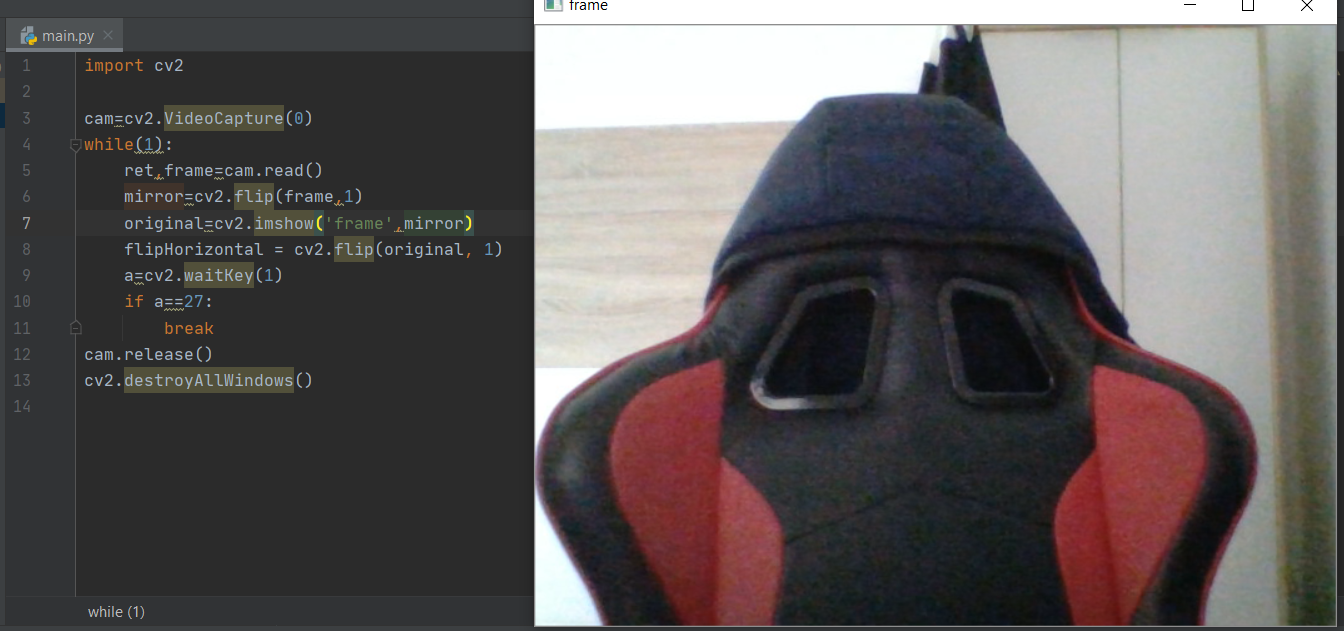 frame
main.py
1 import cv2
2
3 cam=cv2.VideoCapture(0)
4 while(1):
5     ret,frame=cam.read()
6     mirror=cv2.flip(frame,1)
7     original=cv2.imshow('frame',mirror)
8     flipHorizontal = cv2.flip(original, 1)
9     a=cv2.waitKey(1)
10     if a==27:
11         break
12 cam.release()
13 cv2.destroyAllWindows()
14
while (1)